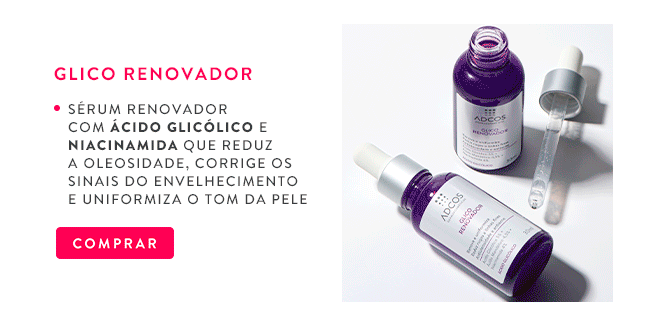 GLICO RENOVADOR
SÉRUM RENOVADOR
COM ÁCIDO GLICÓLICO E
NIACINAMIDA QUE REDUZ
A OLEOSIDADE, CORRIGE OS
SINAIS DO ENVELHECIMENTO
E UNIFORMIZA O TOM DA PELE
COMPRAR
ADCOS
GLICO
RENOVADOR
ADCOS
GLICO
RENOVADOR